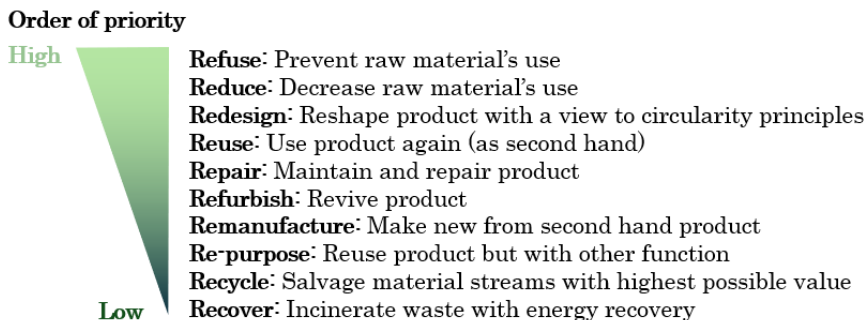 Order of priority
High
Refuse: Prevent raw material's use
Reduce: Decrease raw material's use
Redesign: Reshape product with a view to circularity principles
Reuse: Use product again (as second hand)
Repair: Maintain and repair product
Refurbish: Revive product
Remanufacture: Make new from second hand product
Re-purpose: Reuse product but with other function
Recycle: Salvage material streams with highest possible value
Low
Recover: Incinerate waste with energy recovery